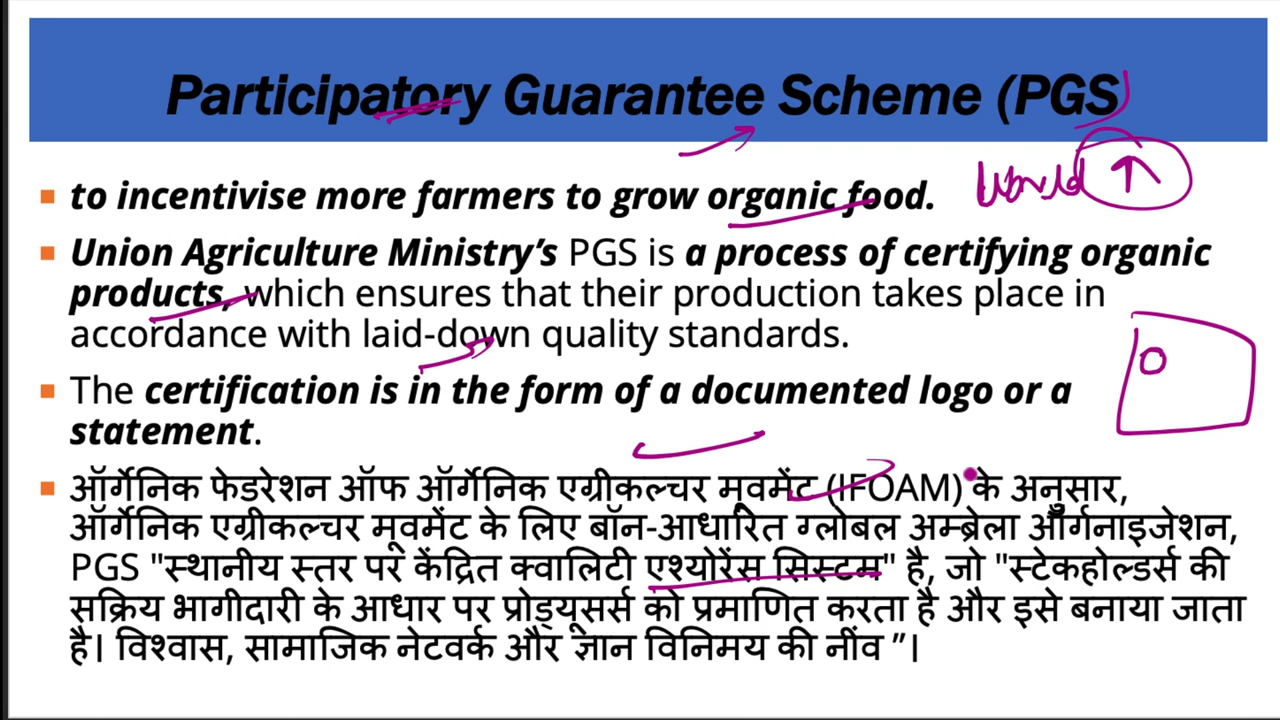 Participatory Guarantee Scheme (PGS)
to incentivise more farmers to grow organic food.
World ↑
Union Agriculture Ministry's PGS is a process of certifying organic
products, which ensures that their production takes place in
accordance with laid-down quality standards.
The certification is in the form of a documented logo or a
statement.
ऑर्गेनिक फेडरेशन ऑफ ऑर्गेनिक एग्रीकल्चर मूवमेंट (IFOAM) के अनुसार,
ऑर्गेनिक एग्रीकल्चर मूवमेंट के लिए बॉन-आधारित ग्लोबल अम्ब्रेला ऑर्गनाइजेशन,
PGS "स्थानीय स्तर पर केंद्रित क्वालिटी एश्योरेंस सिस्टम" है, जो "स्टेकहोल्डर्स की
सक्रिय भागीदारी के आधार पर प्रोड्यूसर्स को प्रमाणित करता है और इसे बनाया जाता
है। विश्वास, सामाजिक नेटवर्क और ज्ञान विनिमय की नींव ”।